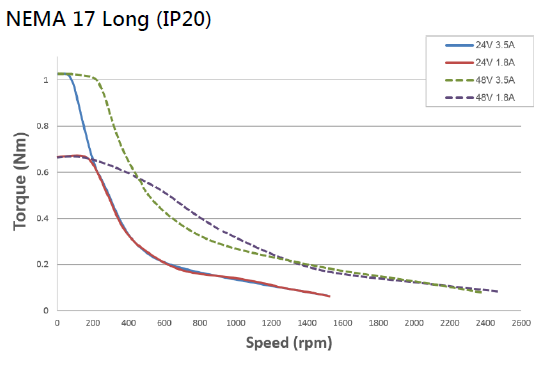 NEMA 17 Long (IP20)
24V 3.5A
24V 1.8A
48V 3.5A
48V 1.8A
1
0.8
0.6
0.4
0.2
0
Torque (Nm)
0 200 400 600 800 1000 1200 1400 1600 1800 2000 2200 2400 2600
Speed (rpm)